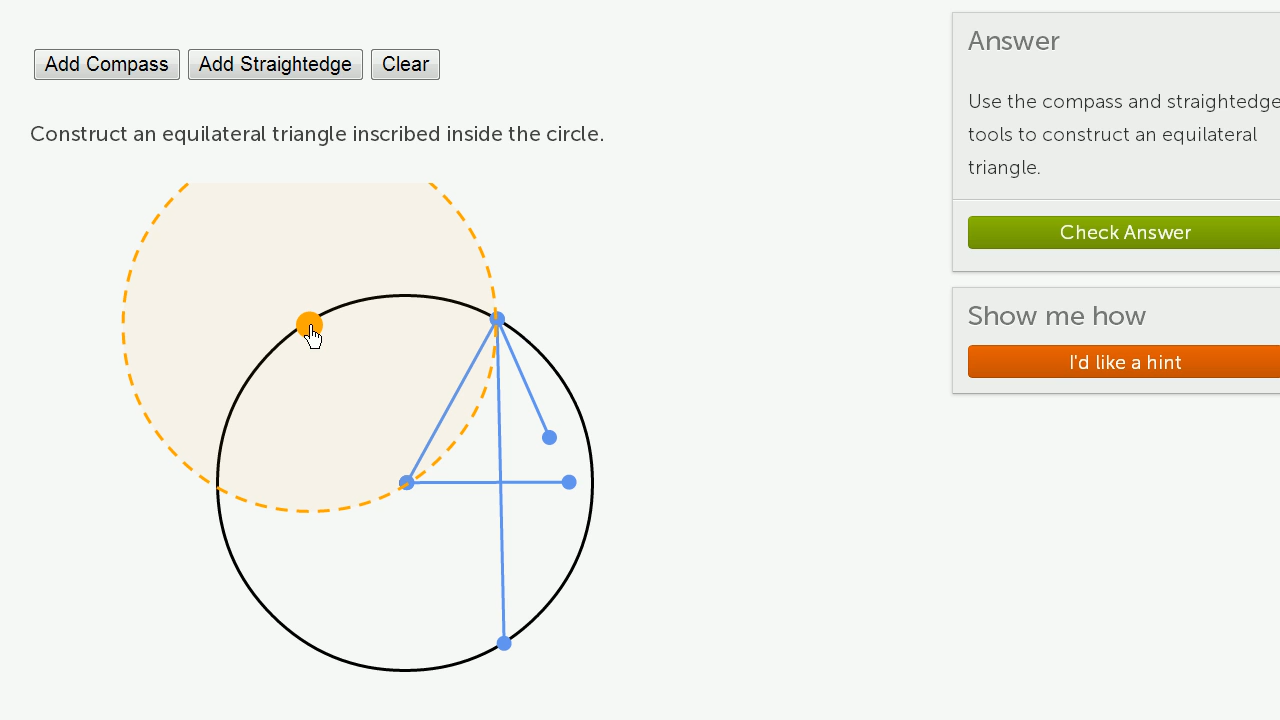 Add Compass Add Straightedge Clear
Construct an equilateral triangle inscribed inside the circle.
Answer
Use the compass and straightedge
tools to construct an equilateral
triangle.
Check Answer
Show me how
I'd like a hint